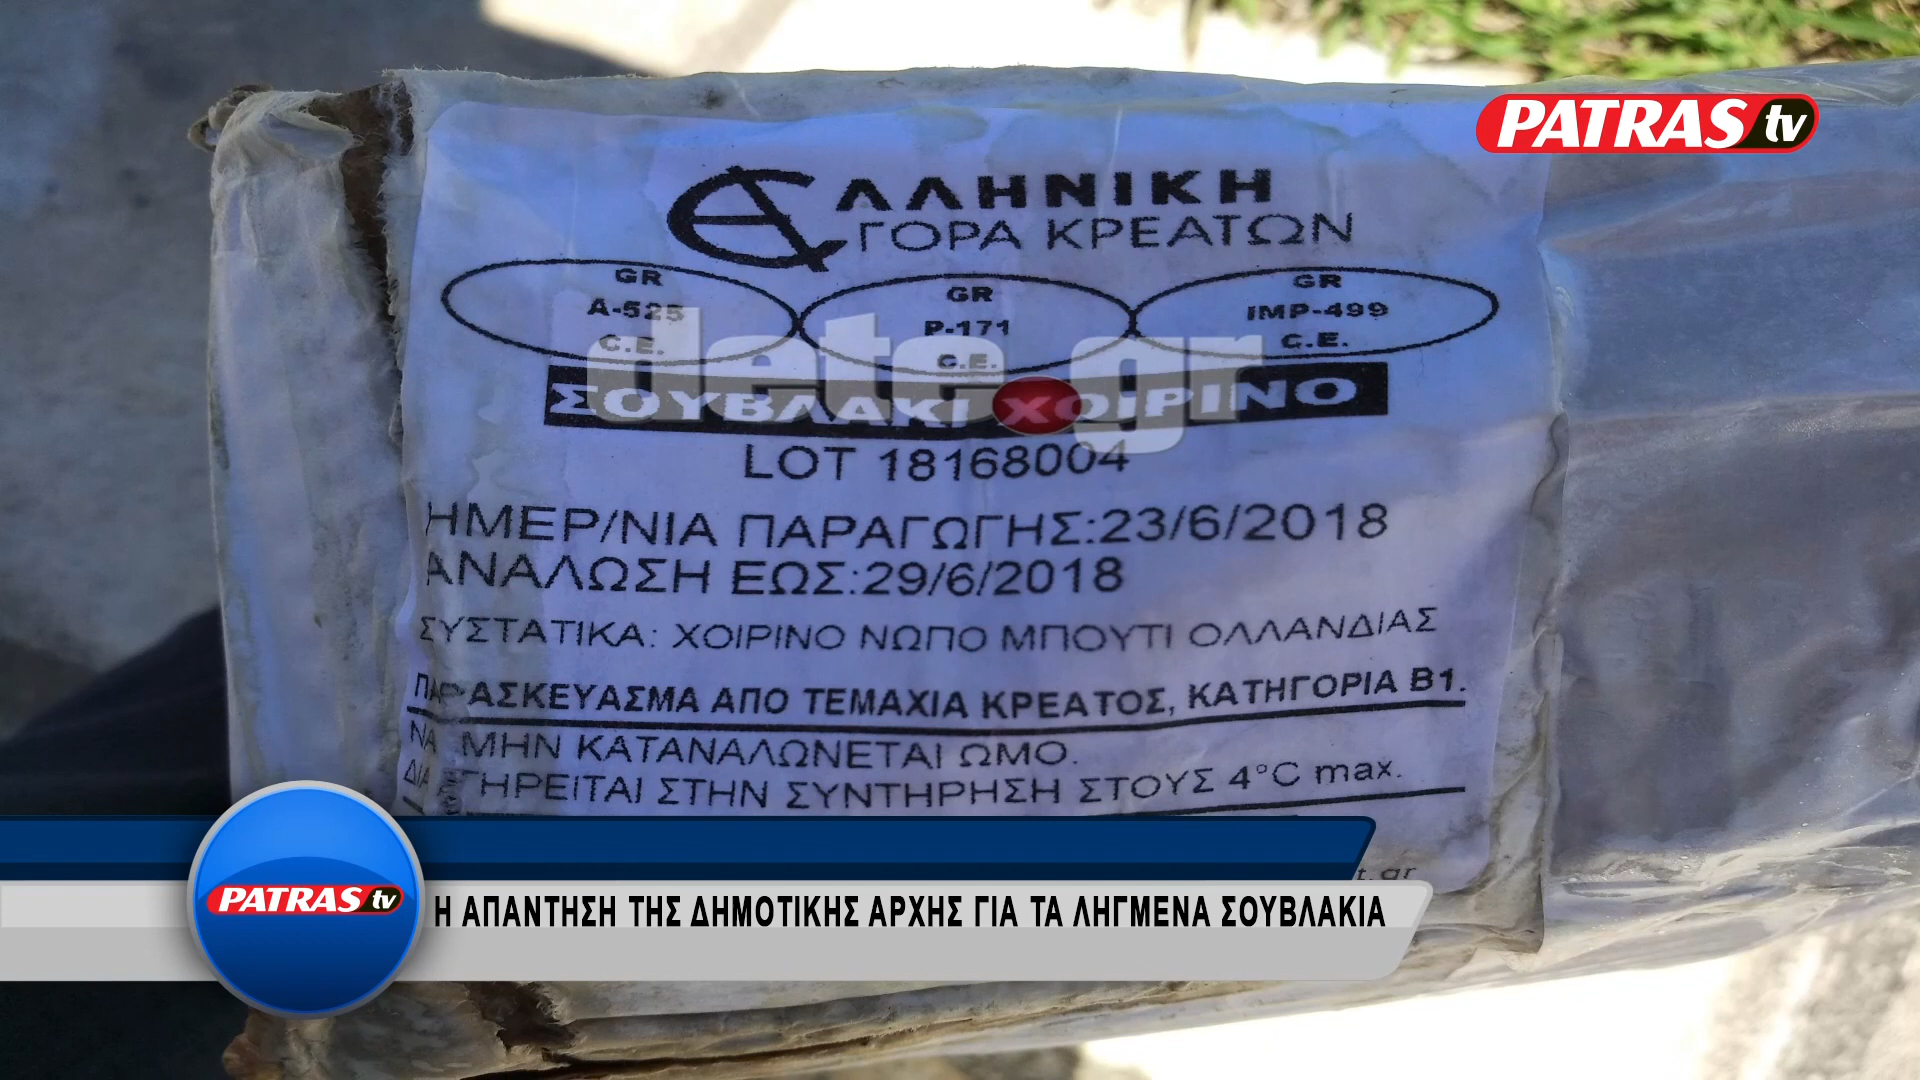 PATRAS tv
ΕΛΛΗΝΙΚΗ
ΑΓΟΡΑ ΚΡΕΑΤΩΝ
GR
A-525
C.E.
GR
P-171
C.E.
GR
IMP-499
C.E.
dete.gr
ΣΟΥΒΛΑΚΙ ΧΟΙΡΙΝΟ
LOT 18168004
ΗΜΕΡ/ΝΙΑ ΠΑΡΑΓΩΓΗΣ:23/6/2018
ΑΝΑΛΩΣΗ ΕΩΣ:29/6/2018
ΣΥΣΤΑΤΙΚΑ: ΧΟΙΡΙΝΟ ΝΩΠΟ ΜΠΟΥΤΙ ΟΛΛΑΝΔΙΑΣ
ΠΑΡΑΣΚΕΥΑΣΜΑ ΑΠΟ ΤΕΜΑΧΙΑ ΚΡΕΑΤΟΣ, ΚΑΤΗΓΟΡΙΑ Β1.
ΝΑ ΜΗΝ ΚΑΤΑΝΑΛΩΝΕΤΑΙ ΩΜΟ.
ΔΙΑΤΗΡΕΙΤΑΙ ΣΤΗΝ ΣΥΝΤΗΡΗΣΗ ΣΤΟΥΣ 4°C max.
t.gr
PATRAS tv
Η ΑΠΑΝΤΗΣΗ ΤΗΣ ΔΗΜΟΤΙΚΗΣ ΑΡΧΗΣ ΓΙΑ ΤΑ ΛΗΓΜΕΝΑ ΣΟΥΒΛΑΚΙΑ